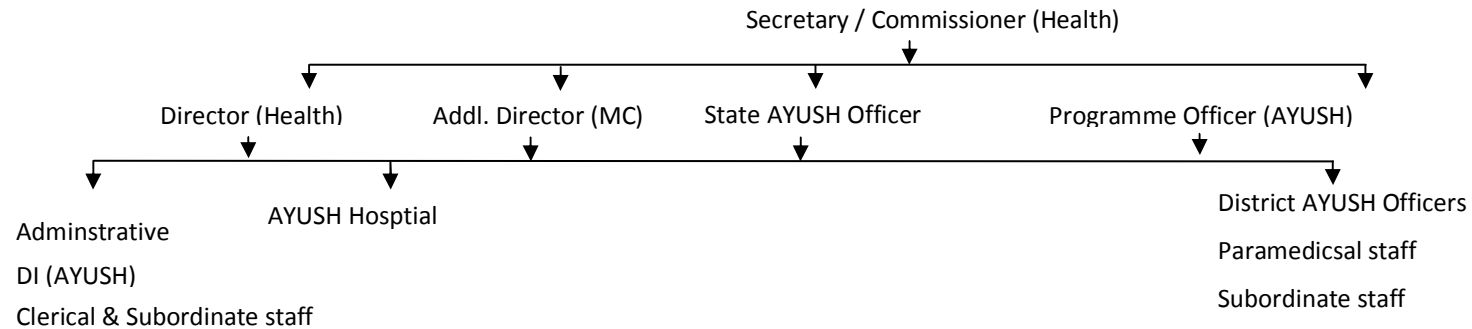 Secretary / Commissioner (Health)
Director (Health)
Addl. Director (MC)
State AYUSH Officer
Programme Officer (AYUSH)
Adminstrative
DI (AYUSH)
Clerical & Subordinate staff
AYUSH Hosptial
District AYUSH Officers
Paramedicsal staff
Subordinate staff